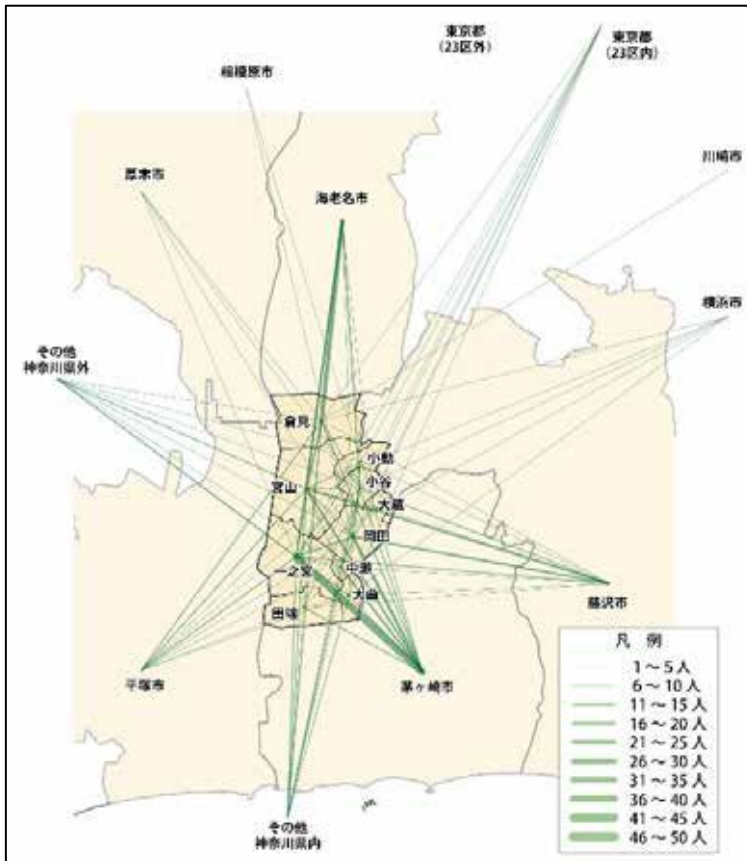 東京都
(23区外)
東京都
(23区内)
相模原市
川崎市
厚木市
海老名市
横浜市
その他
神奈川県外
倉見
小動
小谷
宮山
大蔵
岡田
一之宮
中瀬
大曲
田端
藤沢市
平塚市
茅ヶ崎市
その他
神奈川県内
凡 例
1~5人
6~10人
11~15人
16~20人
21~25人
26~30人
31~35人
36~40人
41~45人
46~50人